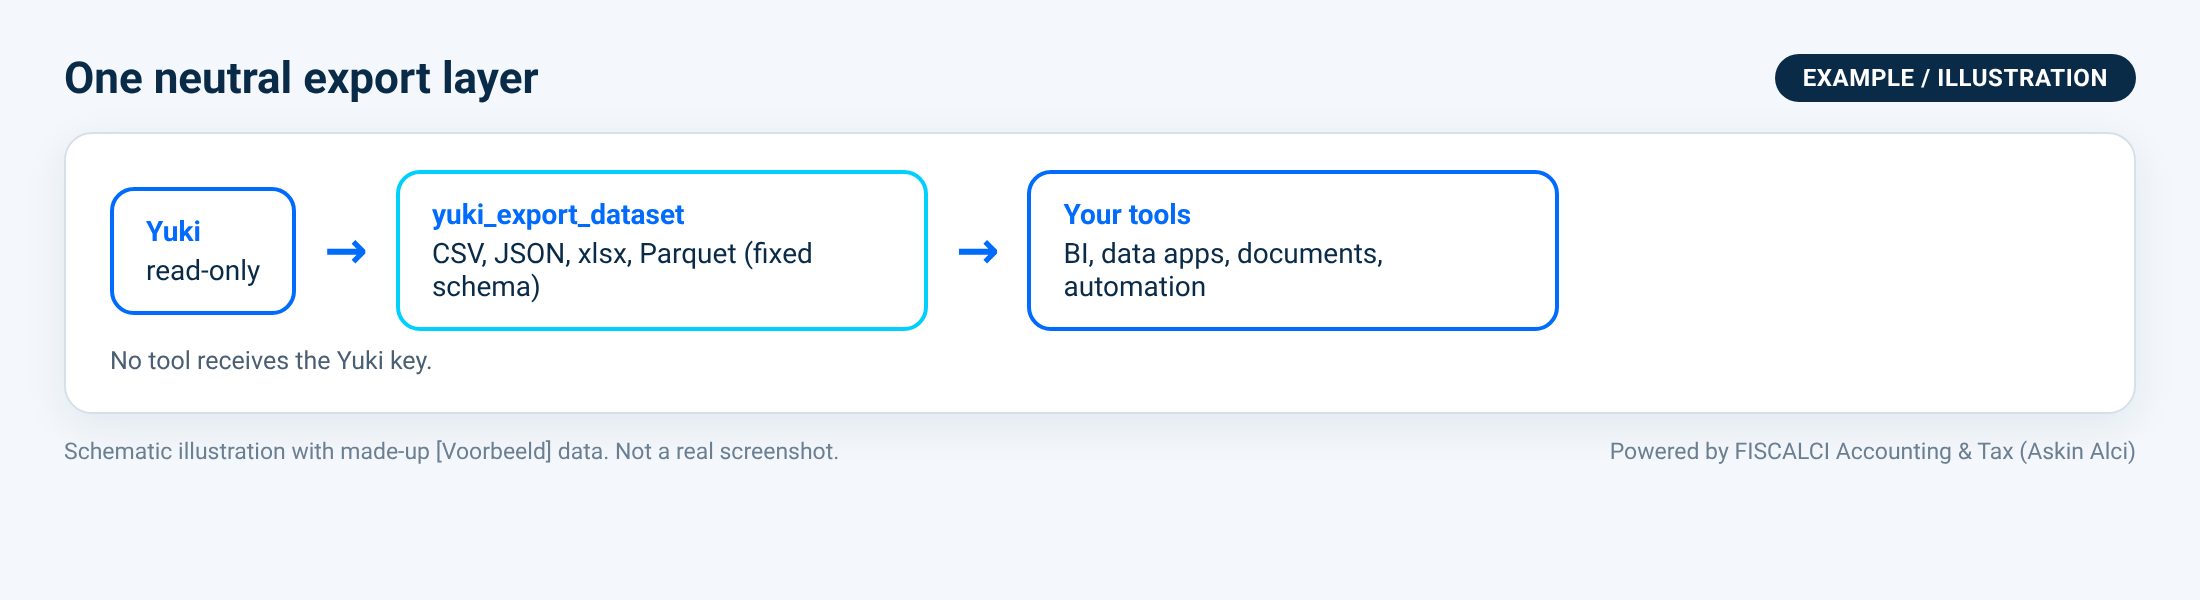 One neutral export layer
EXAMPLE / ILLUSTRATION
Yuki
read-only
→
yuki_export_dataset
CSV, JSON, xlsx, Parquet (fixed
schema)
→
Your tools
BI, data apps, documents,
automation
No tool receives the Yuki key.
Schematic illustration with made-up [Voorbeeld] data. Not a real screenshot.
Powered by FISCALCI Accounting & Tax (Askin Alci)